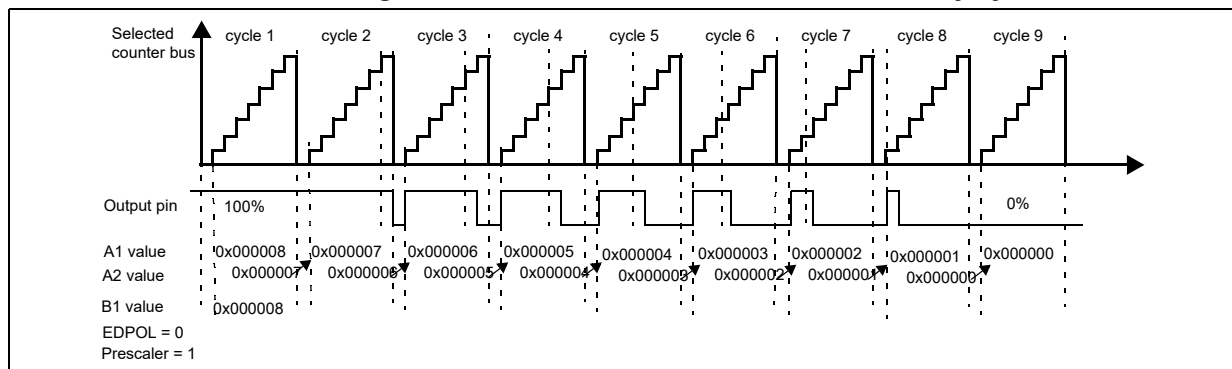 Selected counter bus
cycle 1 cycle 2 cycle 3 cycle 4 cycle 5 cycle 6 cycle 7 cycle 8 cycle 9
Output pin 100% 0%
A1 value 0x000008 0x000007 0x000006 0x000005 0x000004 0x000003 0x000002 0x000001 0x000000
A2 value 0x000007 0x000006 0x000005 0x000004 0x000003 0x000002 0x000001 0x000000
B1 value 0x000008
EDPOL = 0
Prescaler = 1